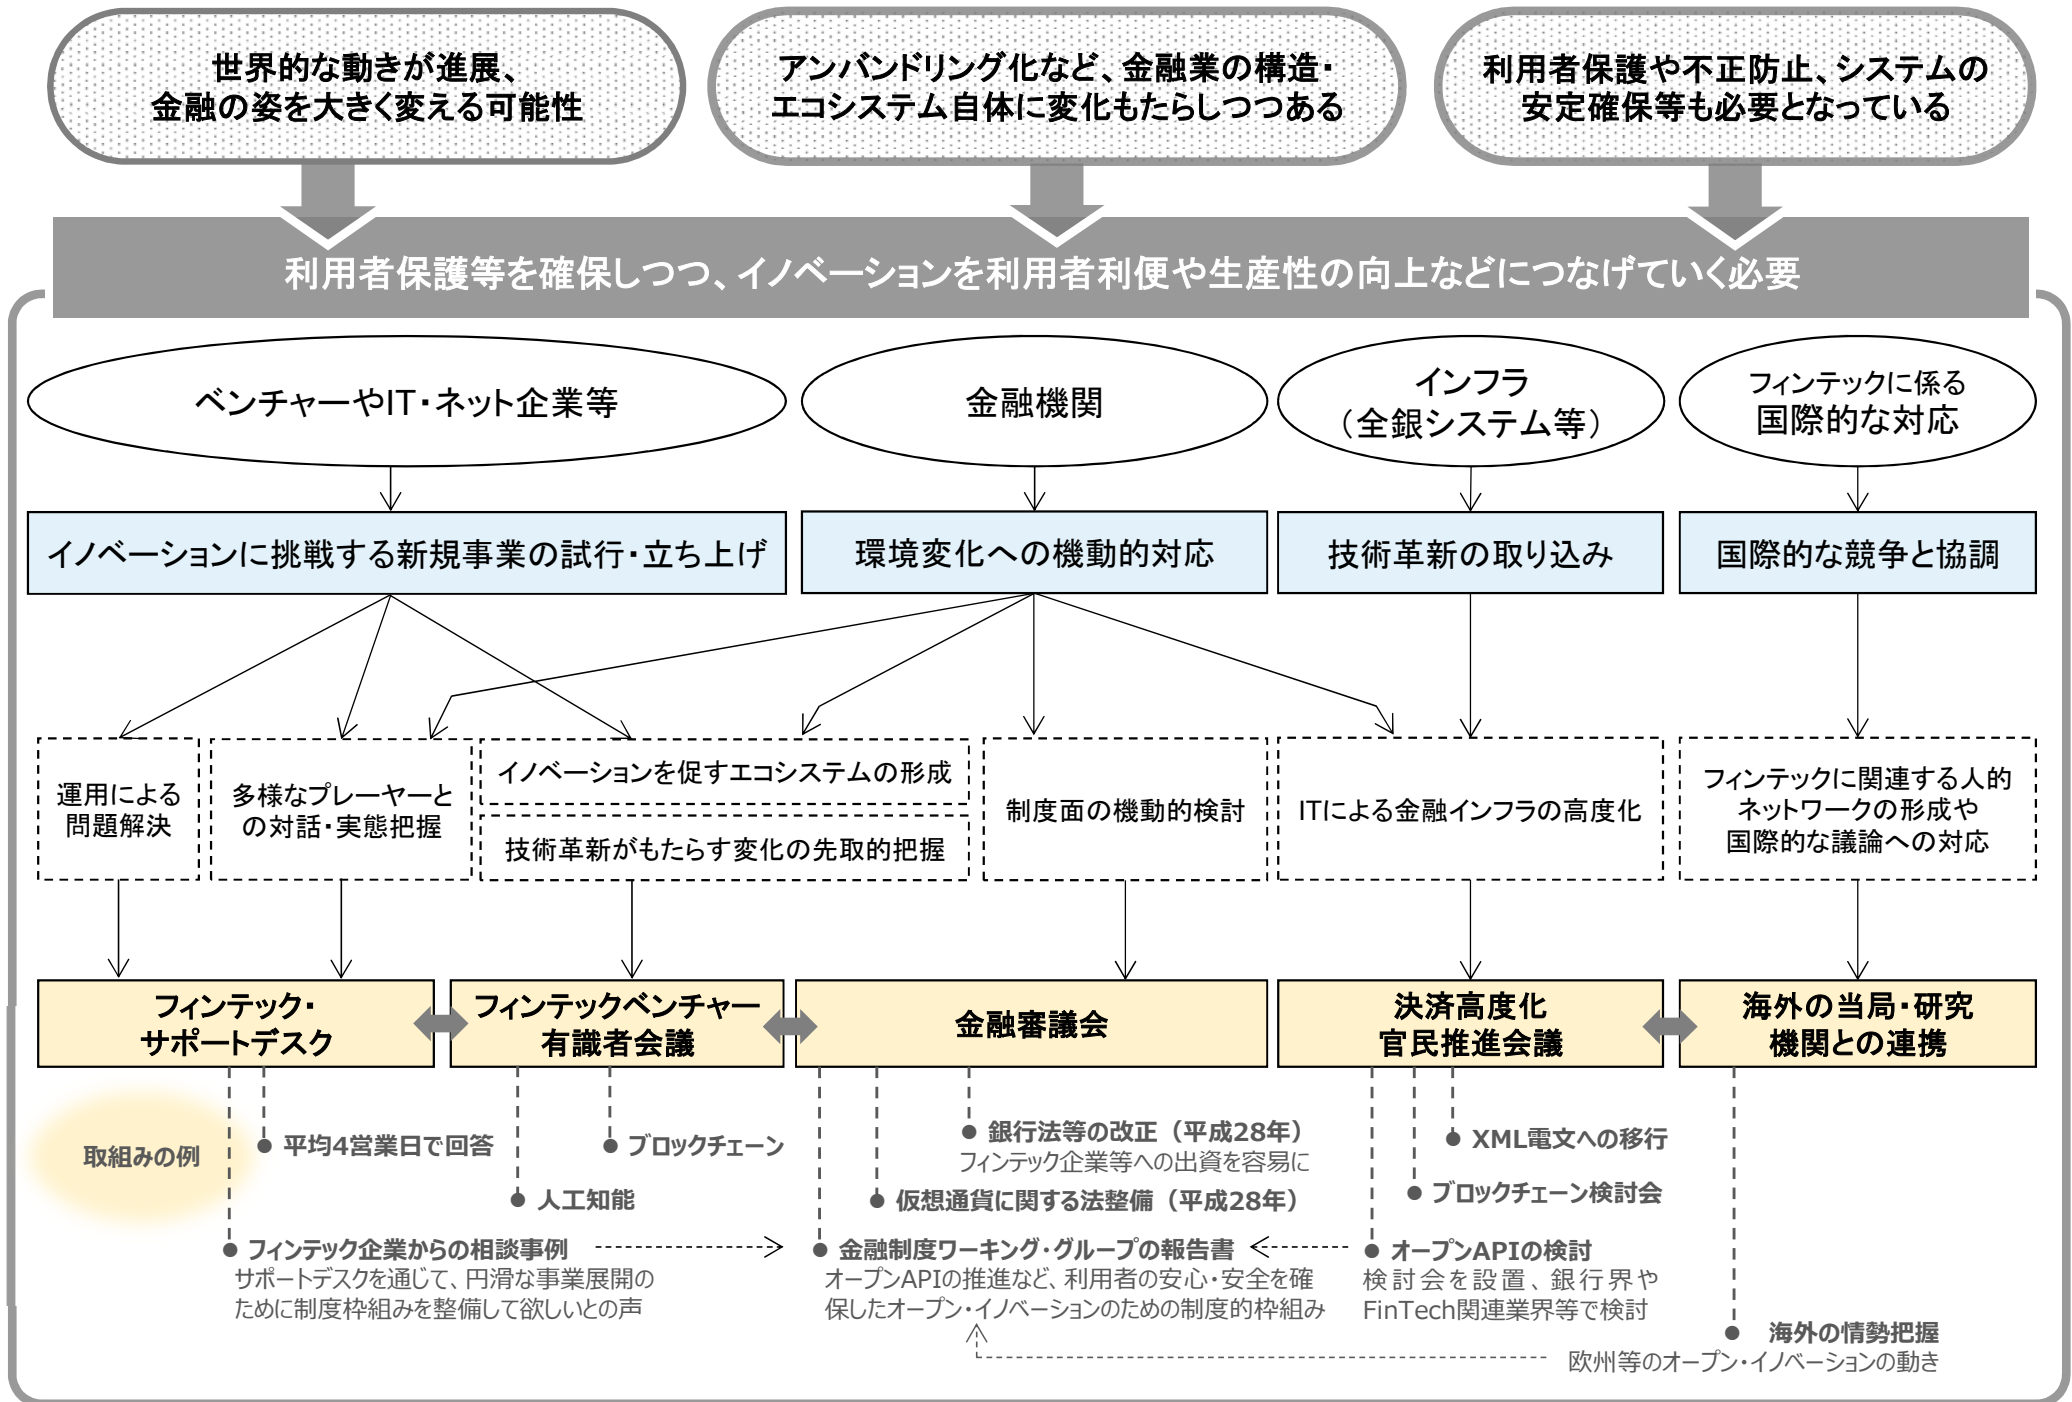 世界的な動きが進展、
金融の姿を大きく変える可能性
アンバンドリング化など、金融業の構造・
エコシステム自体に変化もたらしつつある
利用者保護や不正防止、システムの
安定確保等も必要となっている
利用者保護等を確保しつつ、イノベーションを利用者利便や生産性の向上などにつなげていく必要
ベンチャーやIT・ネット企業等
金融機関
インフラ
（全銀システム等）
フィンテックに係る
国際的な対応
イノベーションに挑戦する新規事業の試行・立ち上げ
環境変化への機動的対応
技術革新の取り込み
国際的な競争と協調
運用による
問題解決
多様なプレーヤーと
の対話・実態把握
イノベーションを促すエコシステムの形成
技術革新がもたらす変化の先取的把握
制度面の機動的検討
ITによる金融インフラの高度化
フィンテックに関連する人的
ネットワークの形成や
国際的な議論への対応
フィンテック・
サポートデスク
フィンテックベンチャー
有識者会議
金融審議会
決済高度化
官民推進会議
海外の当局・研究
機関との連携
取組みの例
● 平均4営業日で回答
● フィンテック企業からの相談事例
サポートデスクを通じて、円滑な事業展開の
ために制度枠組みを整備して欲しいとの声
● ブロックチェーン
● 人工知能
● 銀行法等の改正（平成28年）
フィンテック企業等への出資を容易に
● 仮想通貨に関する法整備（平成28年）
● 金融制度ワーキング・グループの報告書
オープンAPIの推進など、利用者の安心・安全を確
保したオープン・イノベーションのための制度的枠組み
● XML電文への移行
● ブロックチェーン検討会
● オープンAPIの検討
検討会を設置、銀行界や
FinTech関連業界等で検討
● 海外の情勢把握
欧州等のオープン・イノベーションの動き